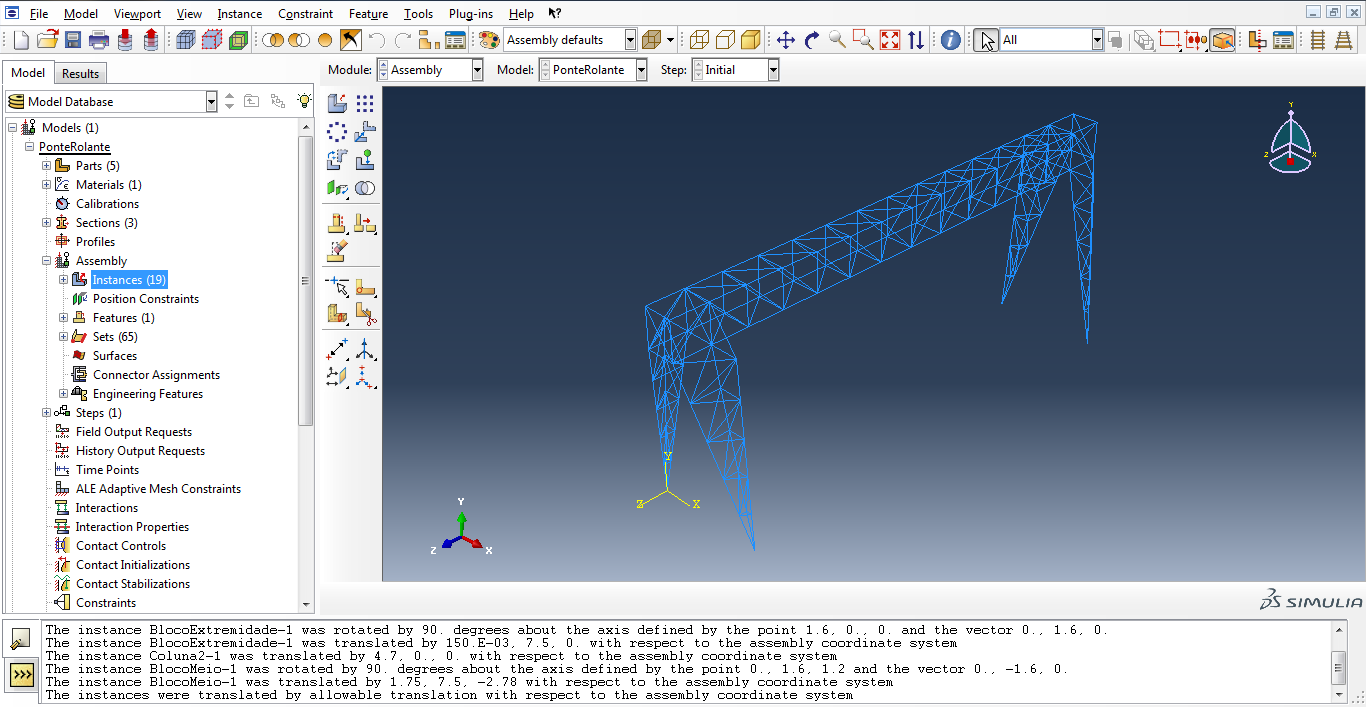 File Model Viewport View Instance Constraint Feature Tools Plug-ins Help
Assembly defaults All
Model Results
Module: Assembly Model: PonteRolante Step: Initial
Model Database
Models (1)
PonteRolante
Parts (5)
Materials (1)
Calibrations
Sections (3)
Profiles
Assembly
Instances (19)
Position Constraints
Features (1)
Sets (65)
Surfaces
Connector Assignments
Engineering Features
Steps (1)
Field Output Requests
History Output Requests
Time Points
ALE Adaptive Mesh Constraints
Interactions
Interaction Properties
Contact Controls
Contact Initializations
Contact Stabilizations
Constraints
Y
Z X
Y
Z X
Y
Z X
SIMULIA
The instance BlocoExtremidade-1 was rotated by 90. degrees about the axis defined by the point 1.6, 0., 0. and the vector 0., 1.6, 0.
The instance BlocoExtremidade-1 was translated by 150.E-03, 7.5, 0. with respect to the assembly coordinate system
The instance Coluna2-1 was translated by 4.7, 0., 0. with respect to the assembly coordinate system
The instance BlocoMeio-1 was rotated by 90. degrees about the axis defined by the point 0., 1.6, 1.2 and the vector 0., -1.6, 0.
The instance BlocoMeio-1 was translated by 1.75, 7.5, -2.78 with respect to the assembly coordinate system
The instances were translated by allowable translation with respect to the assembly coordinate system